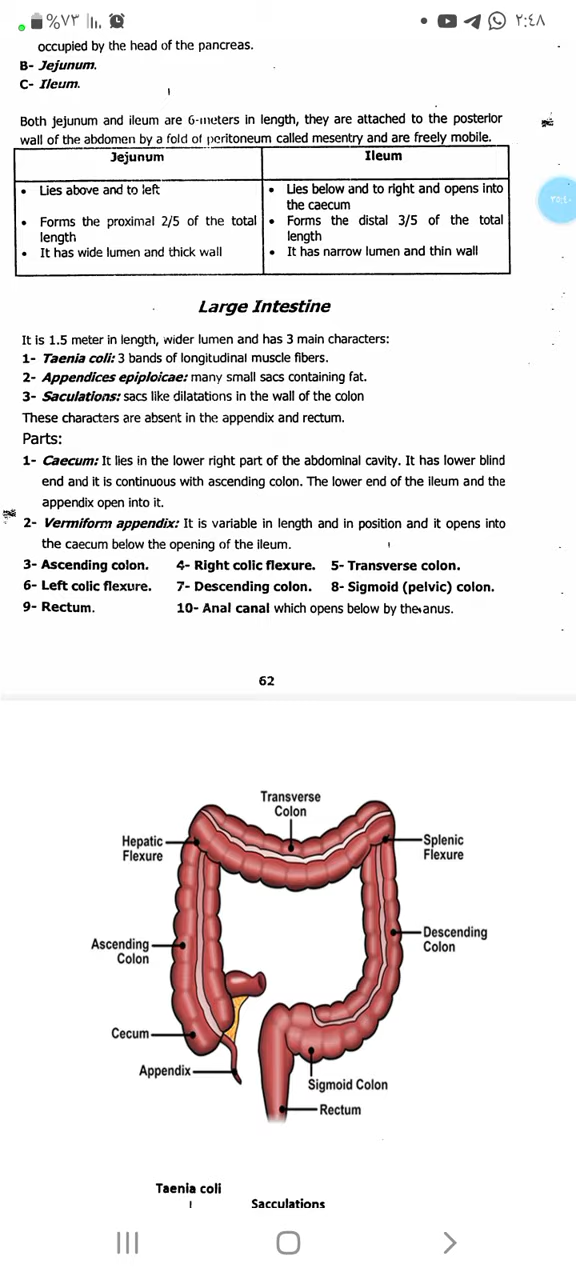 %٧٣
٢:٤٨
occupied by the head of the pancreas.
B- Jejunum.
C- Ileum.
Both jejunum and ileum are 6-meters in length, they are attached to the posterior
wall of the abdomen by a fold of peritoneum called mesentry and are freely mobile.
Jejunum
Ileum
• Lies above and to left
• Forms the proximal 2/5 of the total
length
• It has wide lumen and thick wall
• Lies below and to right and opens into
the caecum
• Forms the distal 3/5 of the total
length
• It has narrow lumen and thin wall
٢٥:٤٠
Large Intestine
It is 1.5 meter in length, wider lumen and has 3 main characters:
1- Taenia coli: 3 bands of longitudinal muscle fibers.
2- Appendices epiploicae: many small sacs containing fat.
3- Saculations: sacs like dilatations in the wall of the colon
These characters are absent in the appendix and rectum.
Parts:
1- Caecum: It lies in the lower right part of the abdominal cavity. It has lower blind
end and it is continuous with ascending colon. The lower end of the ileum and the
appendix open into it.
2- Vermiform appendix: It is variable in length and in position and it opens into
the caecum below the opening of the ileum.
3- Ascending colon. 4- Right colic flexure. 5- Transverse colon.
6- Left colic flexure. 7- Descending colon. 8- Sigmoid (pelvic) colon.
9- Rectum. 10- Anal canal which opens below by the anus.
62
Transverse
Colon
Hepatic
Flexure
Splenic
Flexure
Descending
Colon
Ascending
Colon
Cecum
Appendix
Sigmoid Colon
Rectum
Taenia coli
Sacculations